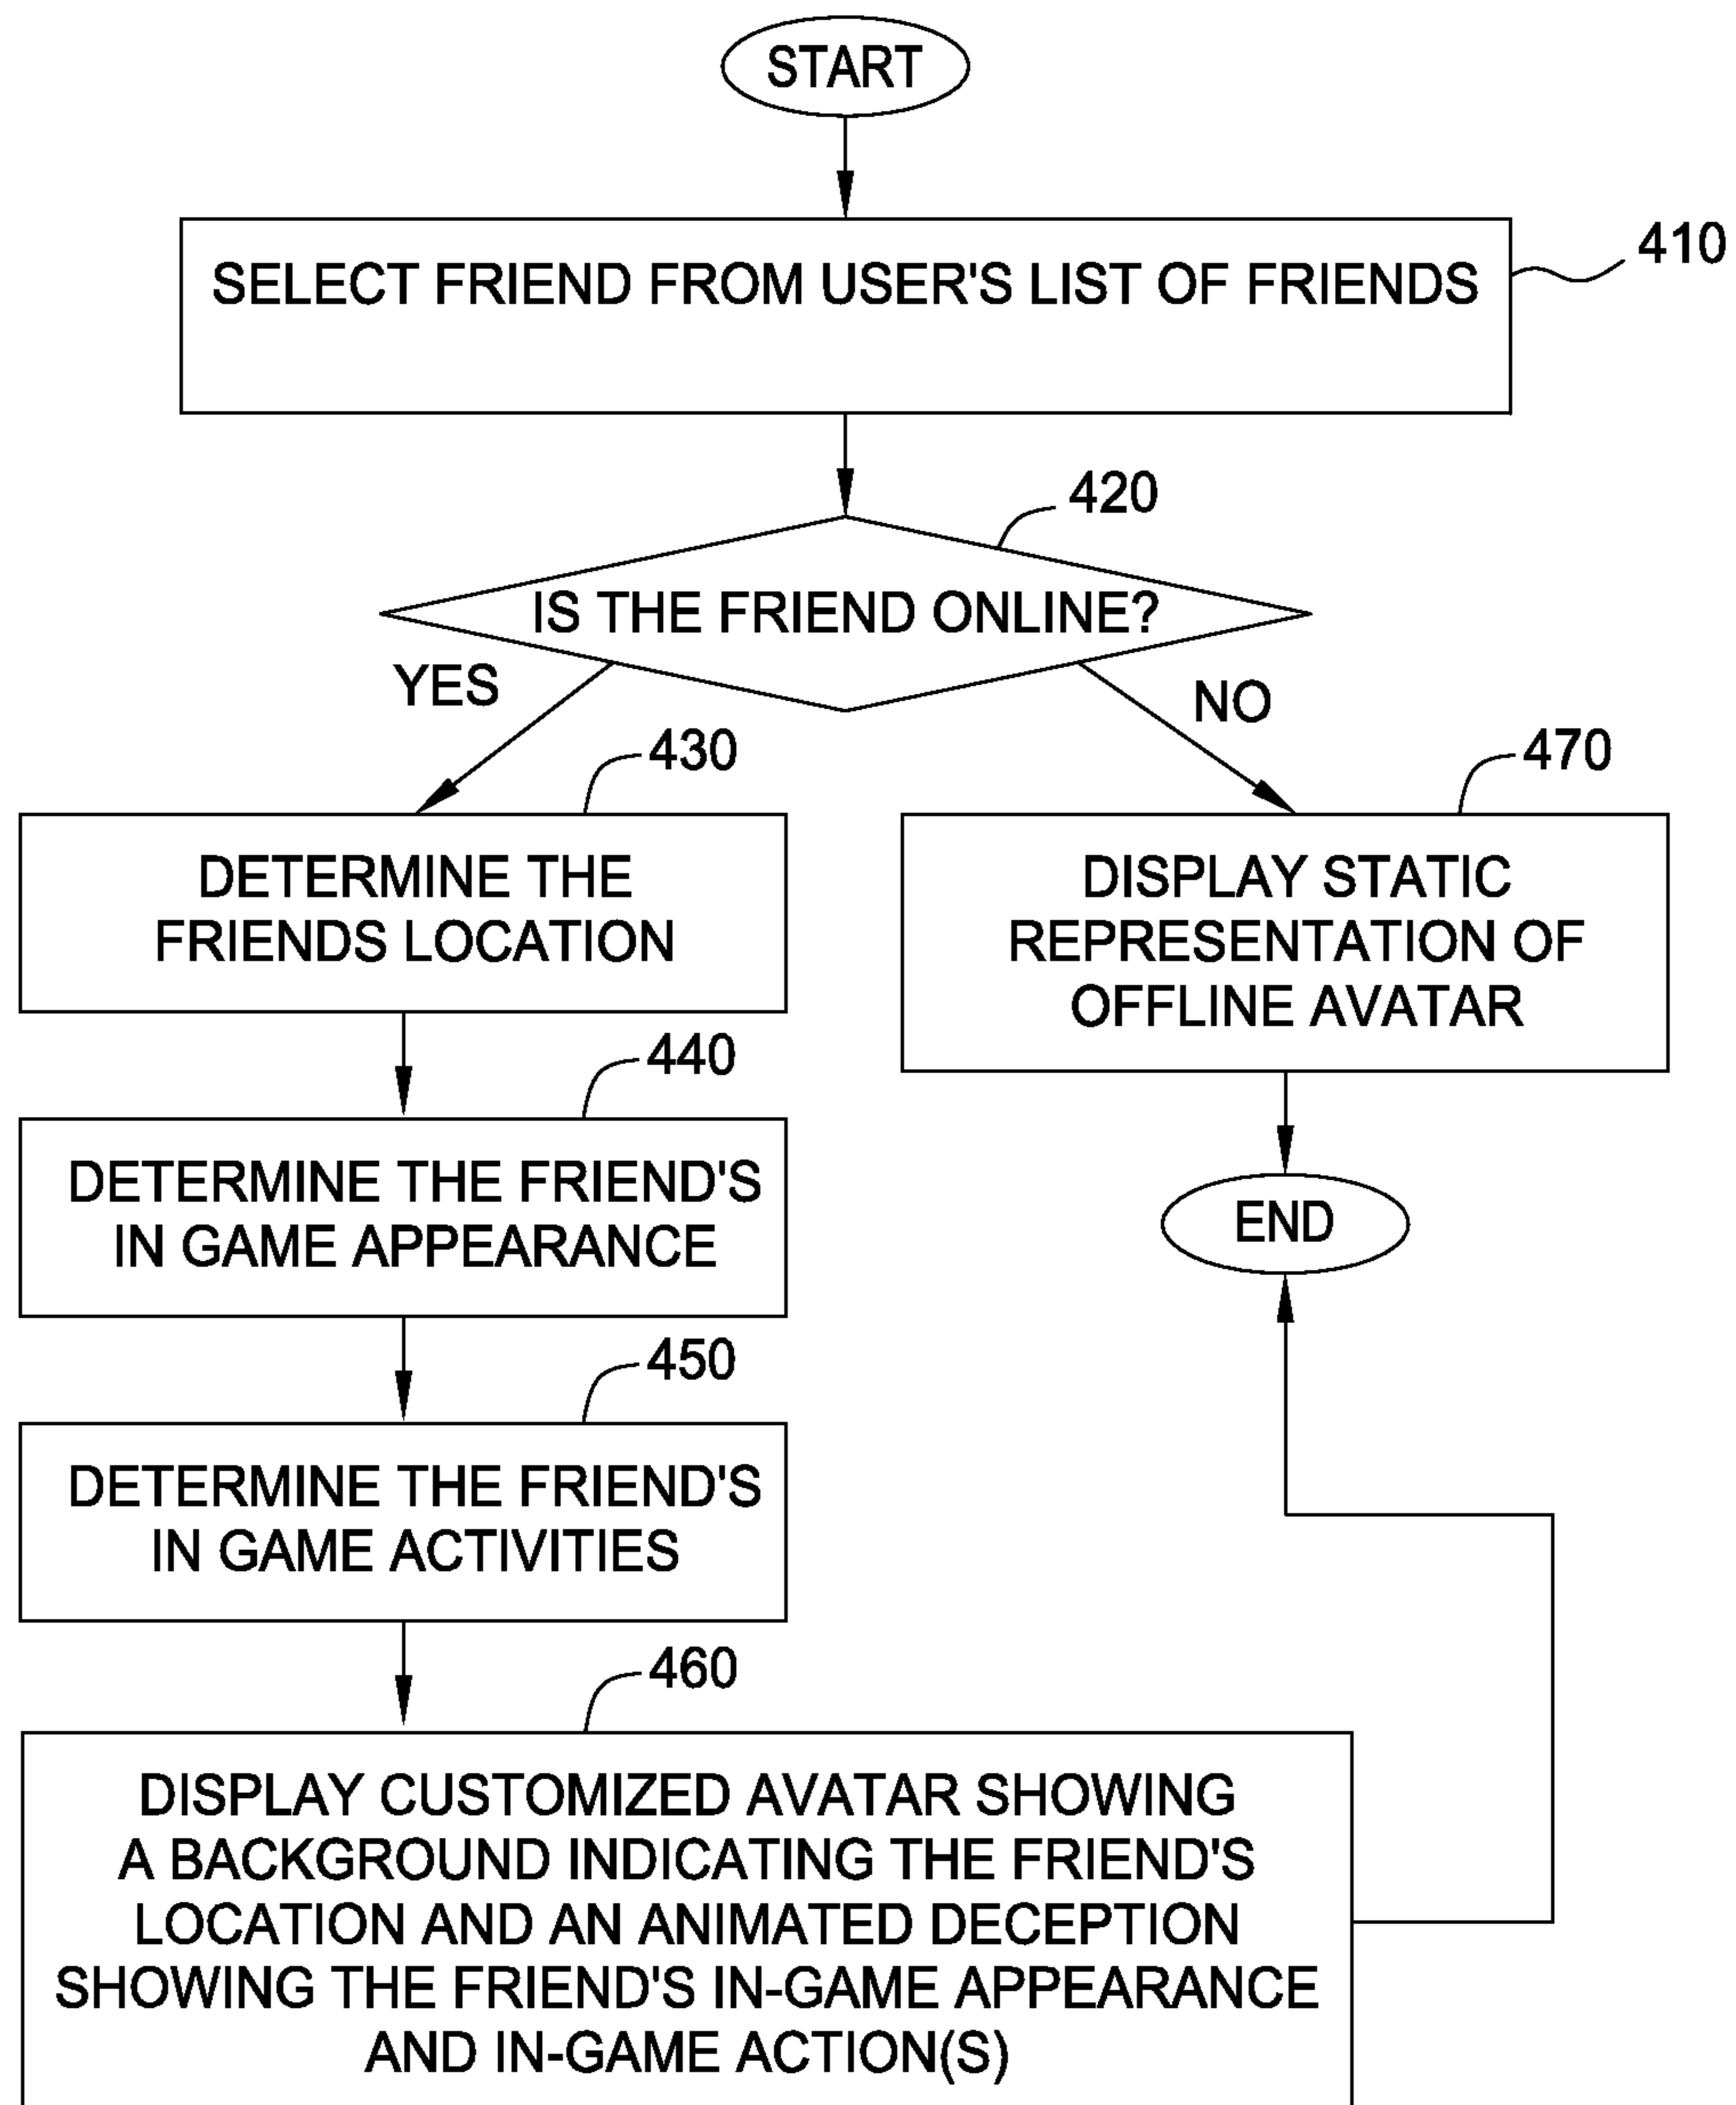 START
SELECT FRIEND FROM USER'S LIST OF FRIENDS
410
420
IS THE FRIEND ONLINE?
YES
NO
430
DETERMINE THE
FRIENDS LOCATION
470
DISPLAY STATIC
REPRESENTATION OF
OFFLINE AVATAR
440
DETERMINE THE FRIEND'S
IN GAME APPEARANCE
END
450
DETERMINE THE FRIEND'S
IN GAME ACTIVITIES
460
DISPLAY CUSTOMIZED AVATAR SHOWING
A BACKGROUND INDICATING THE FRIEND'S
LOCATION AND AN ANIMATED DECEPTION
SHOWING THE FRIEND'S IN-GAME APPEARANCE
AND IN-GAME ACTION(S)